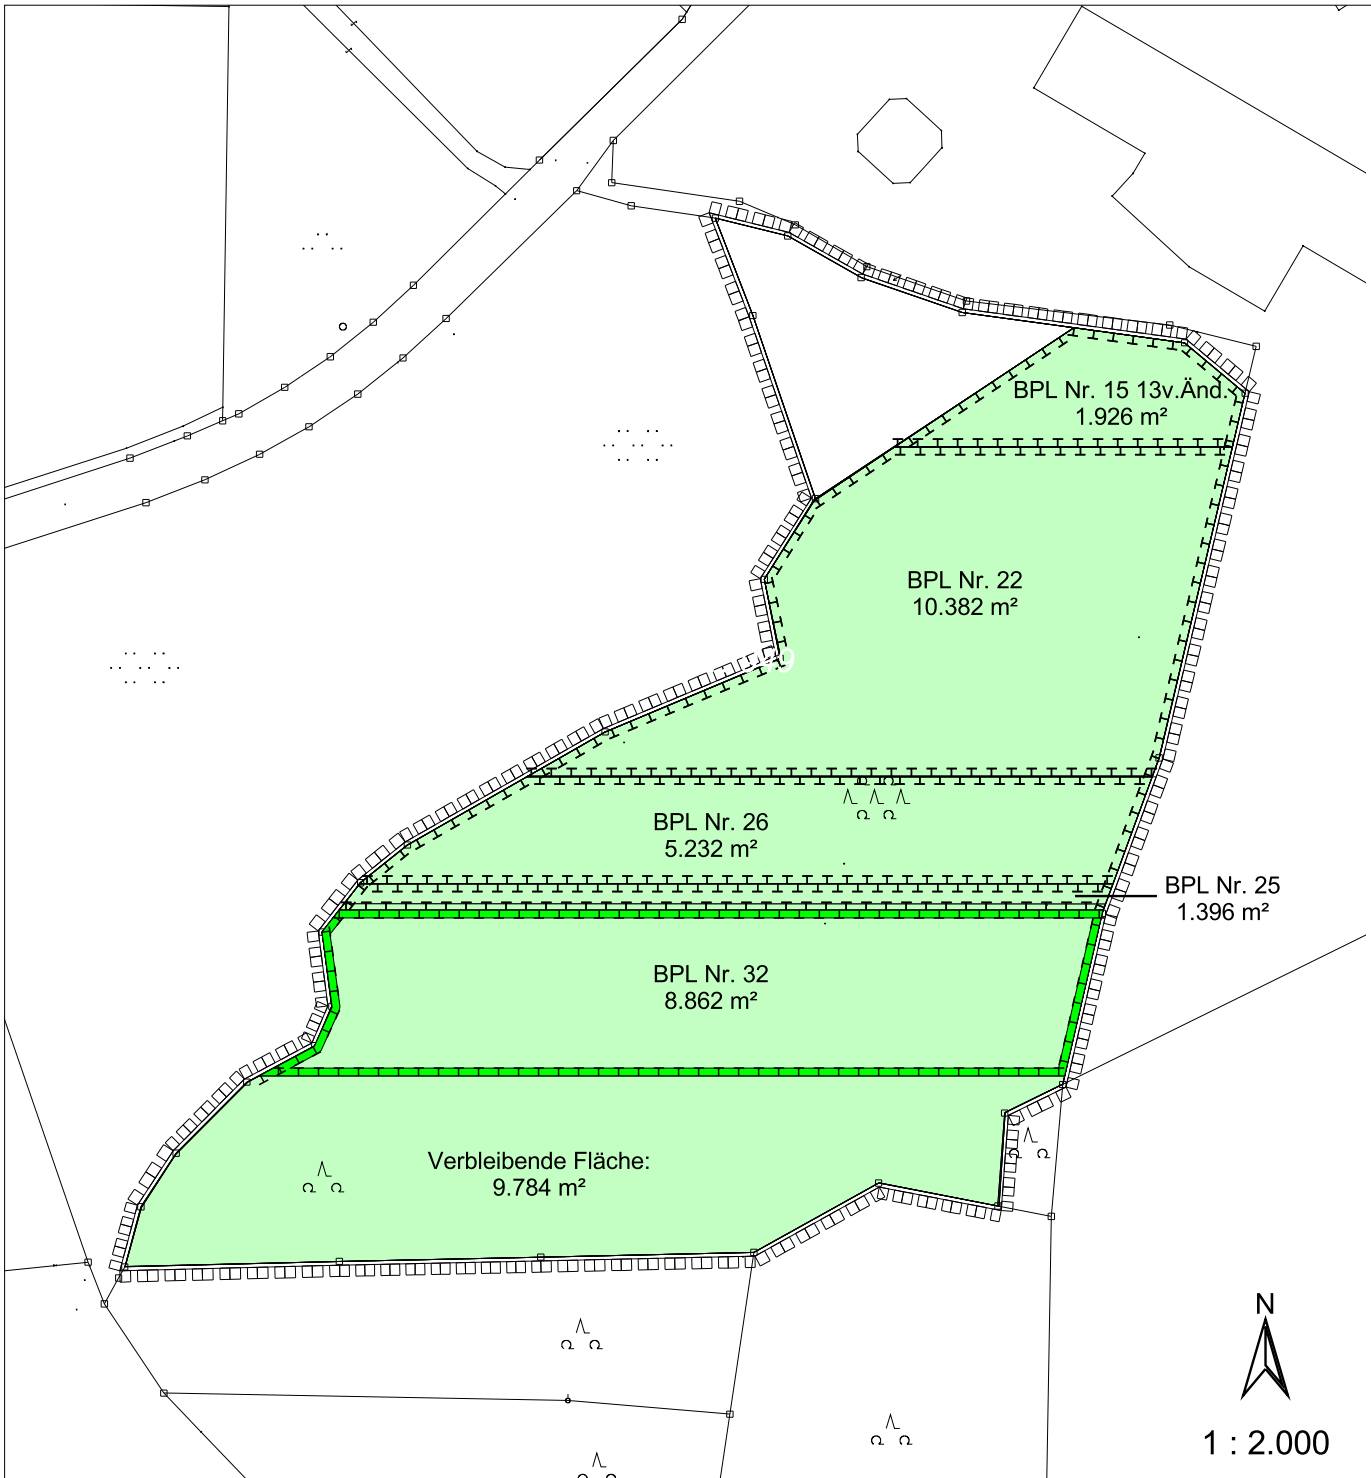 BPL Nr. 15 13v.Änd.
1.926 m²
BPL Nr. 22
10.382 m²
BPL Nr. 26
5.232 m²
BPL Nr. 25
1.396 m²
BPL Nr. 32
8.862 m²
Verbleibende Fläche:
9.784 m²
N
1 : 2.000